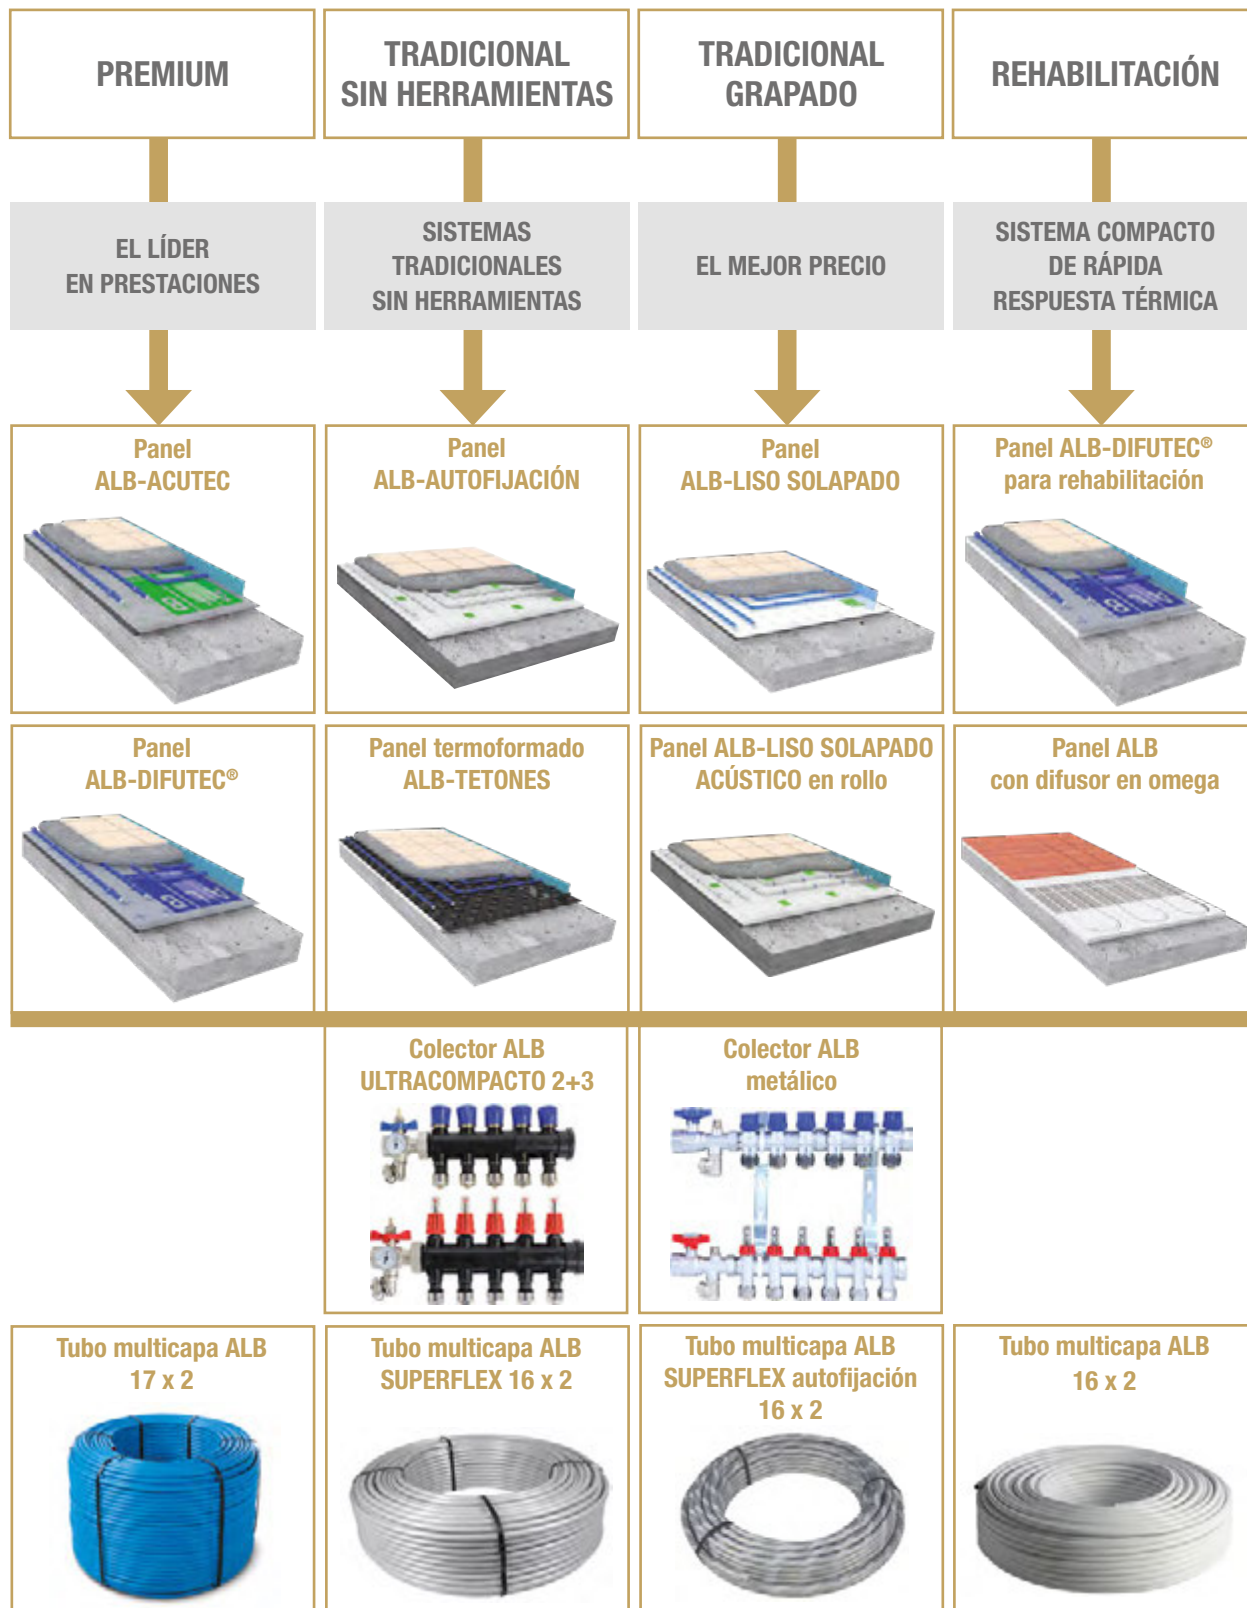 PREMIUM
TRADICIONAL
SIN HERRAMIENTAS
TRADICIONAL
GRAPADO
REHABILITACIÓN
EL LÍDER
EN PRESTACIONES
SISTEMAS
TRADICIONALES
SIN HERRAMIENTAS
EL MEJOR PRECIO
SISTEMA COMPACTO
DE RÁPIDA
RESPUESTA TÉRMICA
Panel
ALB-ACUTEC
Panel
ALB-AUTOFIJACIÓN
Panel
ALB-LISO SOLAPADO
Panel ALB-DIFUTEC®
para rehabilitación
Panel
ALB-DIFUTEC®
Panel termoformado
ALB-TETONES
Panel ALB-LISO SOLAPADO
ACÚSTICO en rollo
Panel ALB
con difusor en omega
Colector ALB
ULTRACOMPACTO 2+3
Colector ALB
metálico
Tubo multicapa ALB
17 x 2
Tubo multicapa ALB
SUPERFLEX 16 x 2
Tubo multicapa ALB
SUPERFLEX autofijación
16 x 2
Tubo multicapa ALB
16 x 2